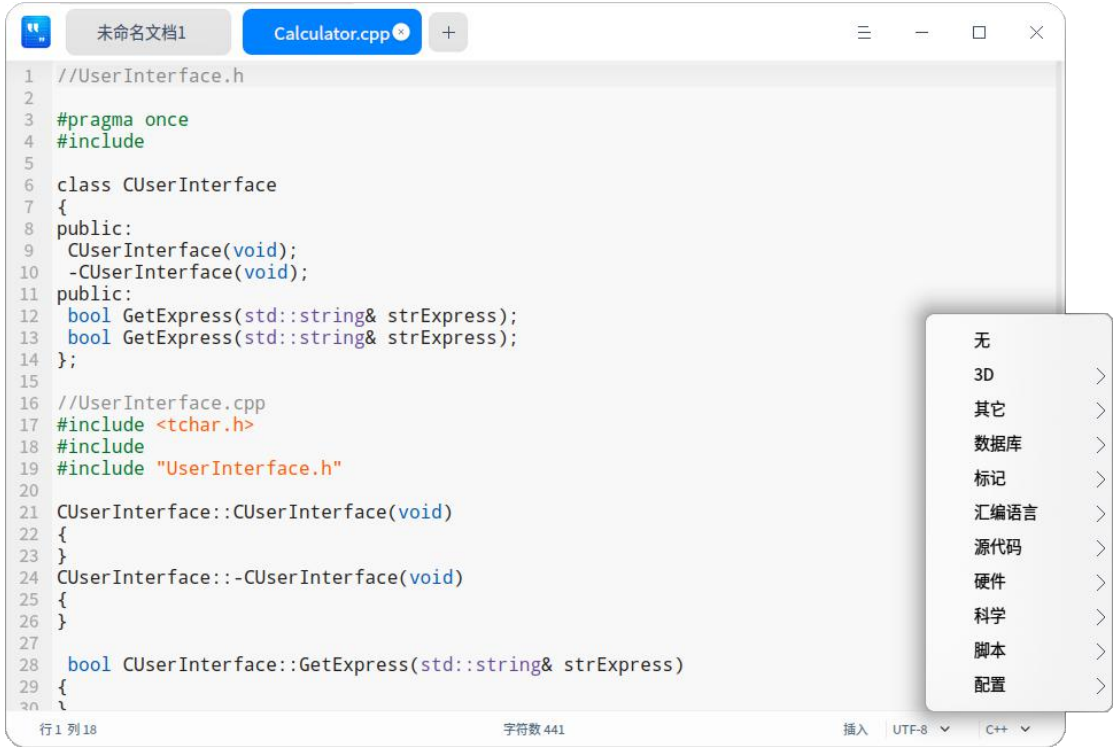 未命名文档1
Calculator.cpp
1 //UserInterface.h
2
3 #pragma once
4 #include
5
6 class CUserInterface
7 {
8 public:
9 CUserInterface(void);
10 -CUserInterface(void);
11 public:
12 bool GetExpress(std::string& strExpress);
13 bool GetExpress(std::string& strExpress);
14 };
15
16 //UserInterface.cpp
17 #include <tchar.h>
18 #include
19 #include "UserInterface.h"
20
21 CUserInterface::CUserInterface(void)
22 {
23 }
24 CUserInterface::-CUserInterface(void)
25 {
26 }
27
28 bool CUserInterface::GetExpress(std::string& strExpress)
29 {
30 }
无
3D
其它
数据库
标记
汇编语言
源代码
硬件
科学
脚本
配置
行1 列18
字符数 441
插入
UTF-8
C++